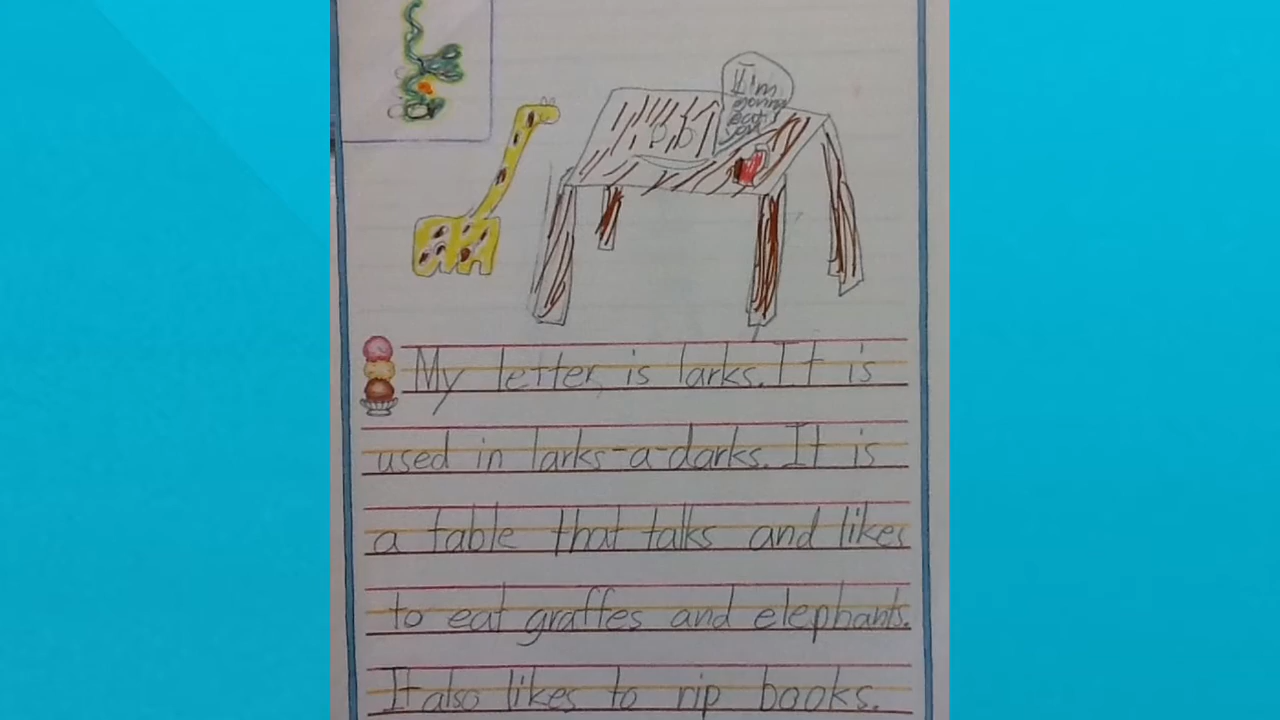 I'm
gonna
eat
you
My letter is larks. It is
used in larks-a-darks. It is
a table that talks and likes
to eat graffes and elephants.
It also likes to rip books.